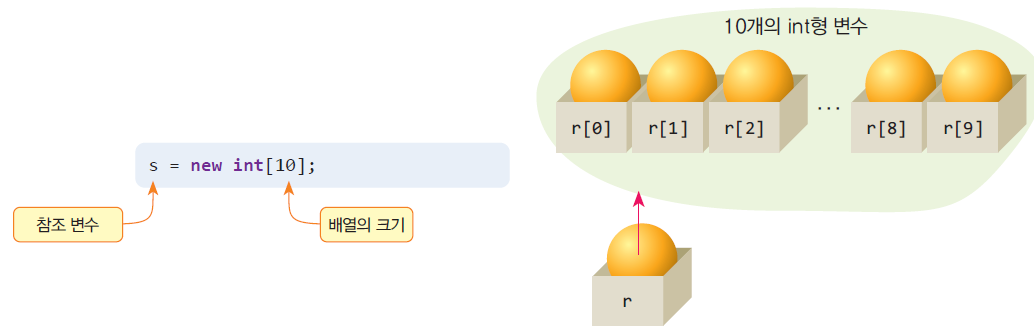 10개의 int형 변수
r[0] r[1] r[2] ... r[8] r[9]
s = new int[10];
참조 변수
배열의 크기
r